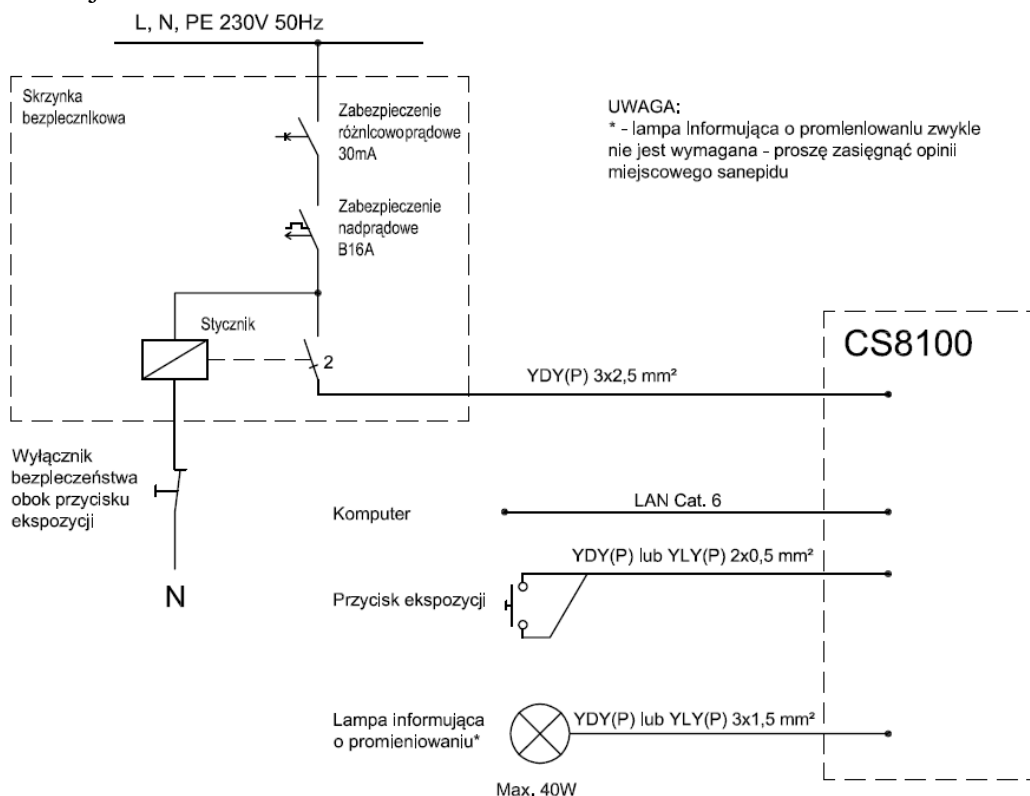 L, N, PE 230V 50Hz
Skrzynka
bezpiecznikowa
Zabezpieczenie
różnicowoprądowe
30mA
UWAGA:
* - lampa informująca o promieniowaniu zwykle
nie jest wymagana - proszę zasięgnąć opinii
miejscowego sanepidu
Zabezpieczenie
nadprądowe
B16A
Stycznik
2
CS8100
YDY(P) 3x2,5 mm²
Wyłącznik
bezpieczeństwa
obok przycisku
ekspozycji
N
Komputer
LAN Cat. 6
YDY(P) lub YLY(P) 2x0,5 mm²
Przycisk ekspozycji
Lampa informująca
o promieniowaniu*
YDY(P) lub YLY(P) 3x1,5 mm²
Max. 40W